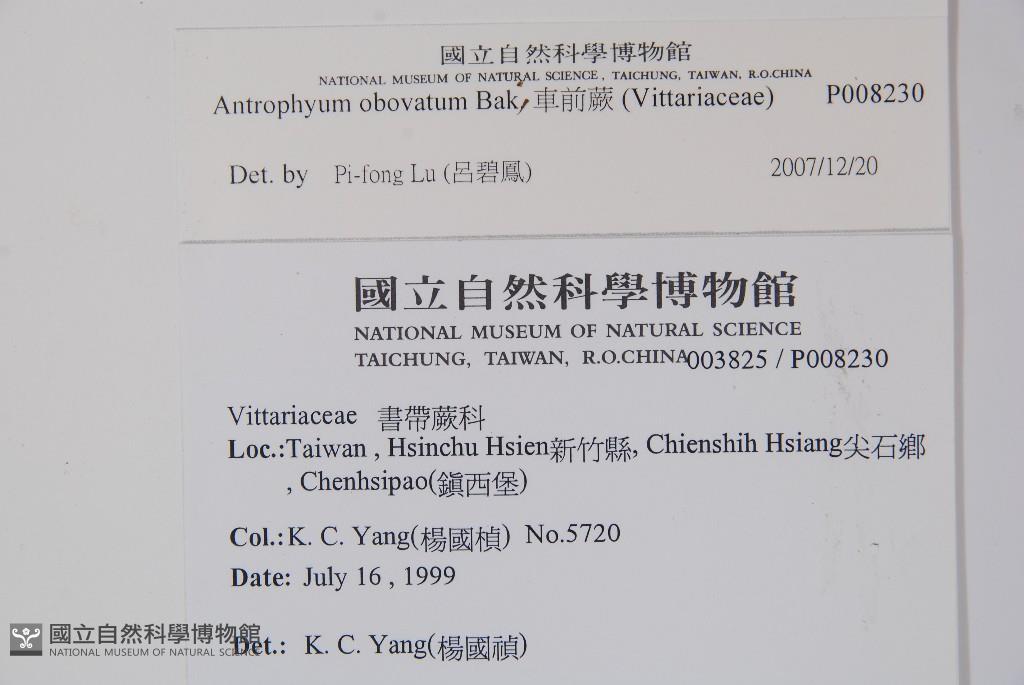 國立自然科學博物館
NATIONAL MUSEUM OF NATURAL SCIENCE, TAICHUNG, TAIWAN, R.O.CHINA
Antrophyum obovatum Bak. 車前蕨 (Vittariaceae) P008230
Det. by Pi-fong Lu (呂碧鳳) 2007/12/20
國立自然科學博物館
NATIONAL MUSEUM OF NATURAL SCIENCE
TAICHUNG, TAIWAN, R.O.CHINA 003825 / P008230
Vittariaceae 書帶蕨科
Loc.:Taiwan , Hsinchu Hsien新竹縣, Chienshih Hsiang尖石鄉
, Chenhsipao(鎮西堡)
Col.: K. C. Yang(楊國楨) No.5720
Date: July 16 , 1999
Det.: K. C. Yang(楊國禎)
國立自然科學博物館
NATIONAL MUSEUM OF NATURAL SCIENCE